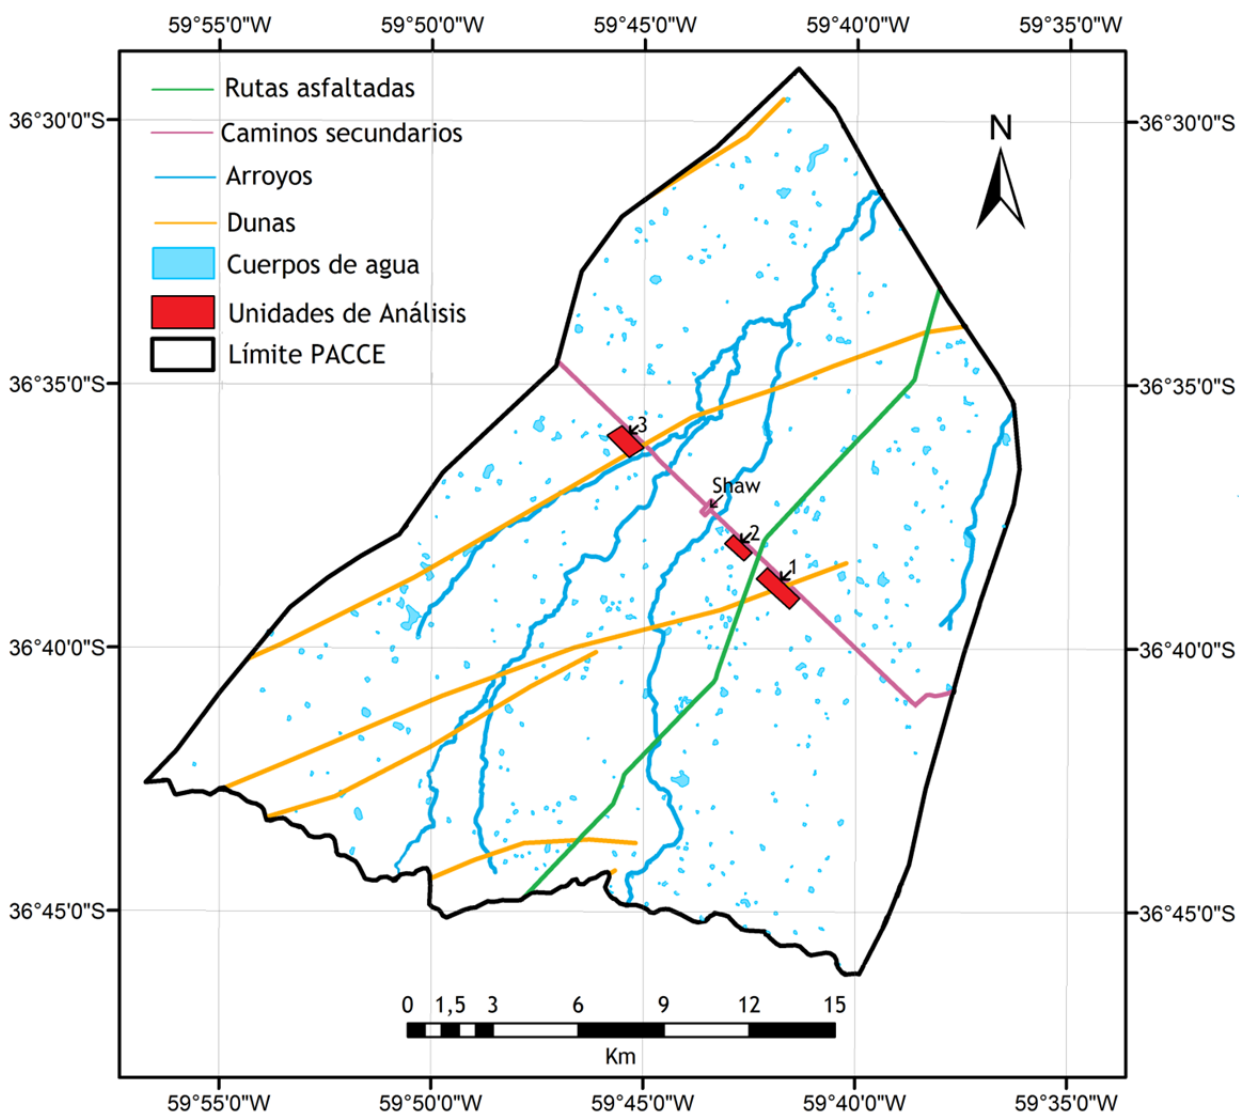 59°55'0"W 59°50'0"W 59°45'0"W 59°40'0"W 59°35'0"W
Rutas asfaltadas
Caminos secundarios
Arroyos
Dunas
Cuerpos de agua
Unidades de Análisis
Límite PACCE
N
36°30'0"S 36°30'0"S
36°35'0"S 36°35'0"S
3
Shaw
2
1
36°40'0"S 36°40'0"S
36°45'0"S 36°45'0"S
0 1,5 3 6 9 12 15
Km
59°55'0"W 59°50'0"W 59°45'0"W 59°40'0"W 59°35'0"W